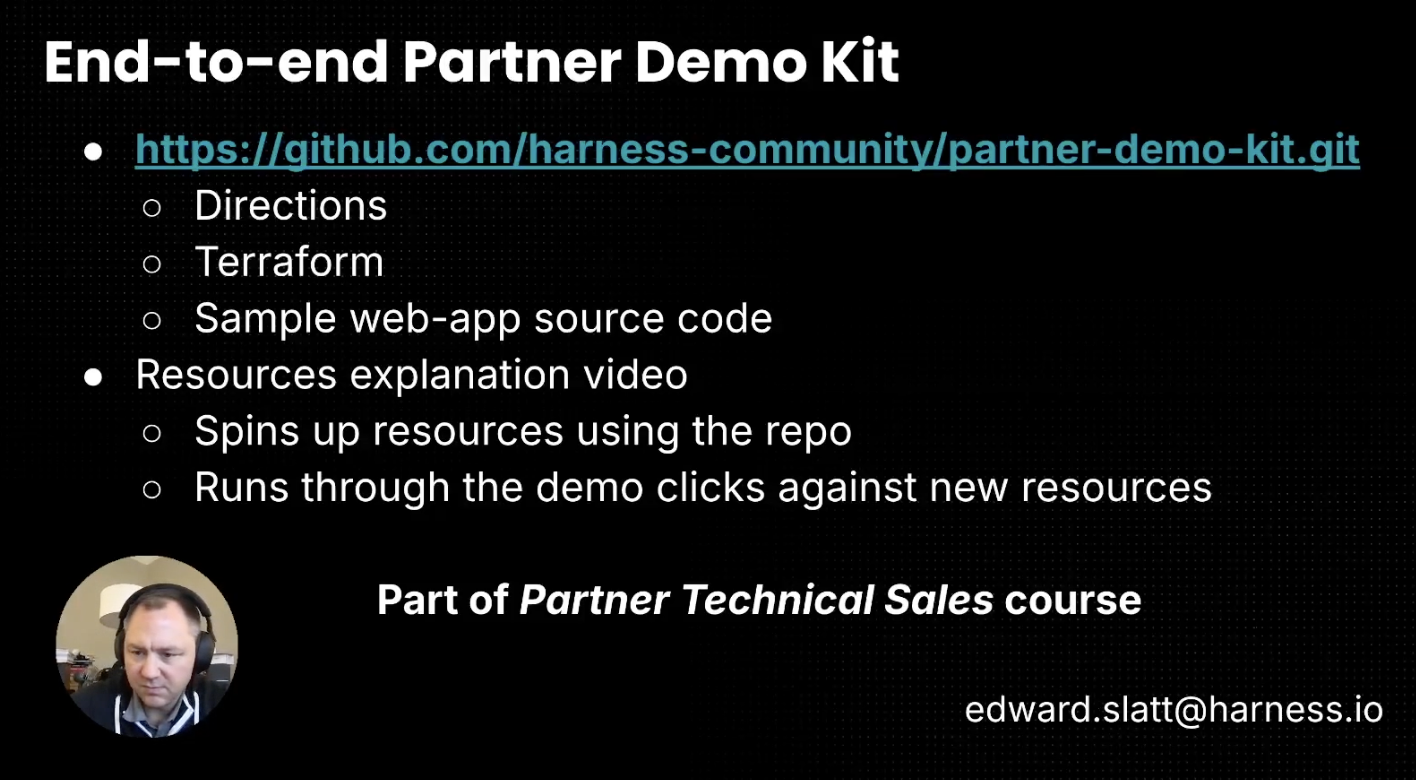 End-to-end Partner Demo Kit
● https://github.com/harness-community/partner-demo-kit.git
○ Directions
○ Terraform
○ Sample web-app source code
● Resources explanation video
○ Spins up resources using the repo
○ Runs through the demo clicks against new resources
Part of Partner Technical Sales course
edward.slatt@harness.io